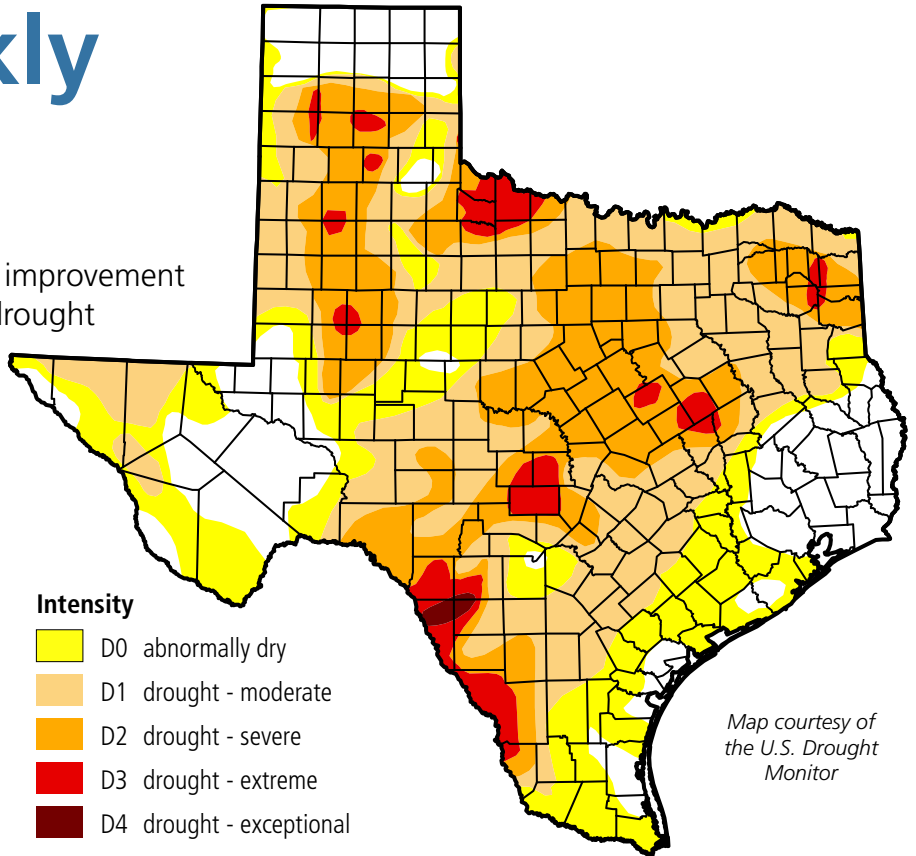 kly
improvement
drought
Intensity
D0 abnormally dry
D1 drought - moderate
D2 drought - severe
D3 drought - extreme
D4 drought - exceptional
Map courtesy of
the U.S. Drought
Monitor